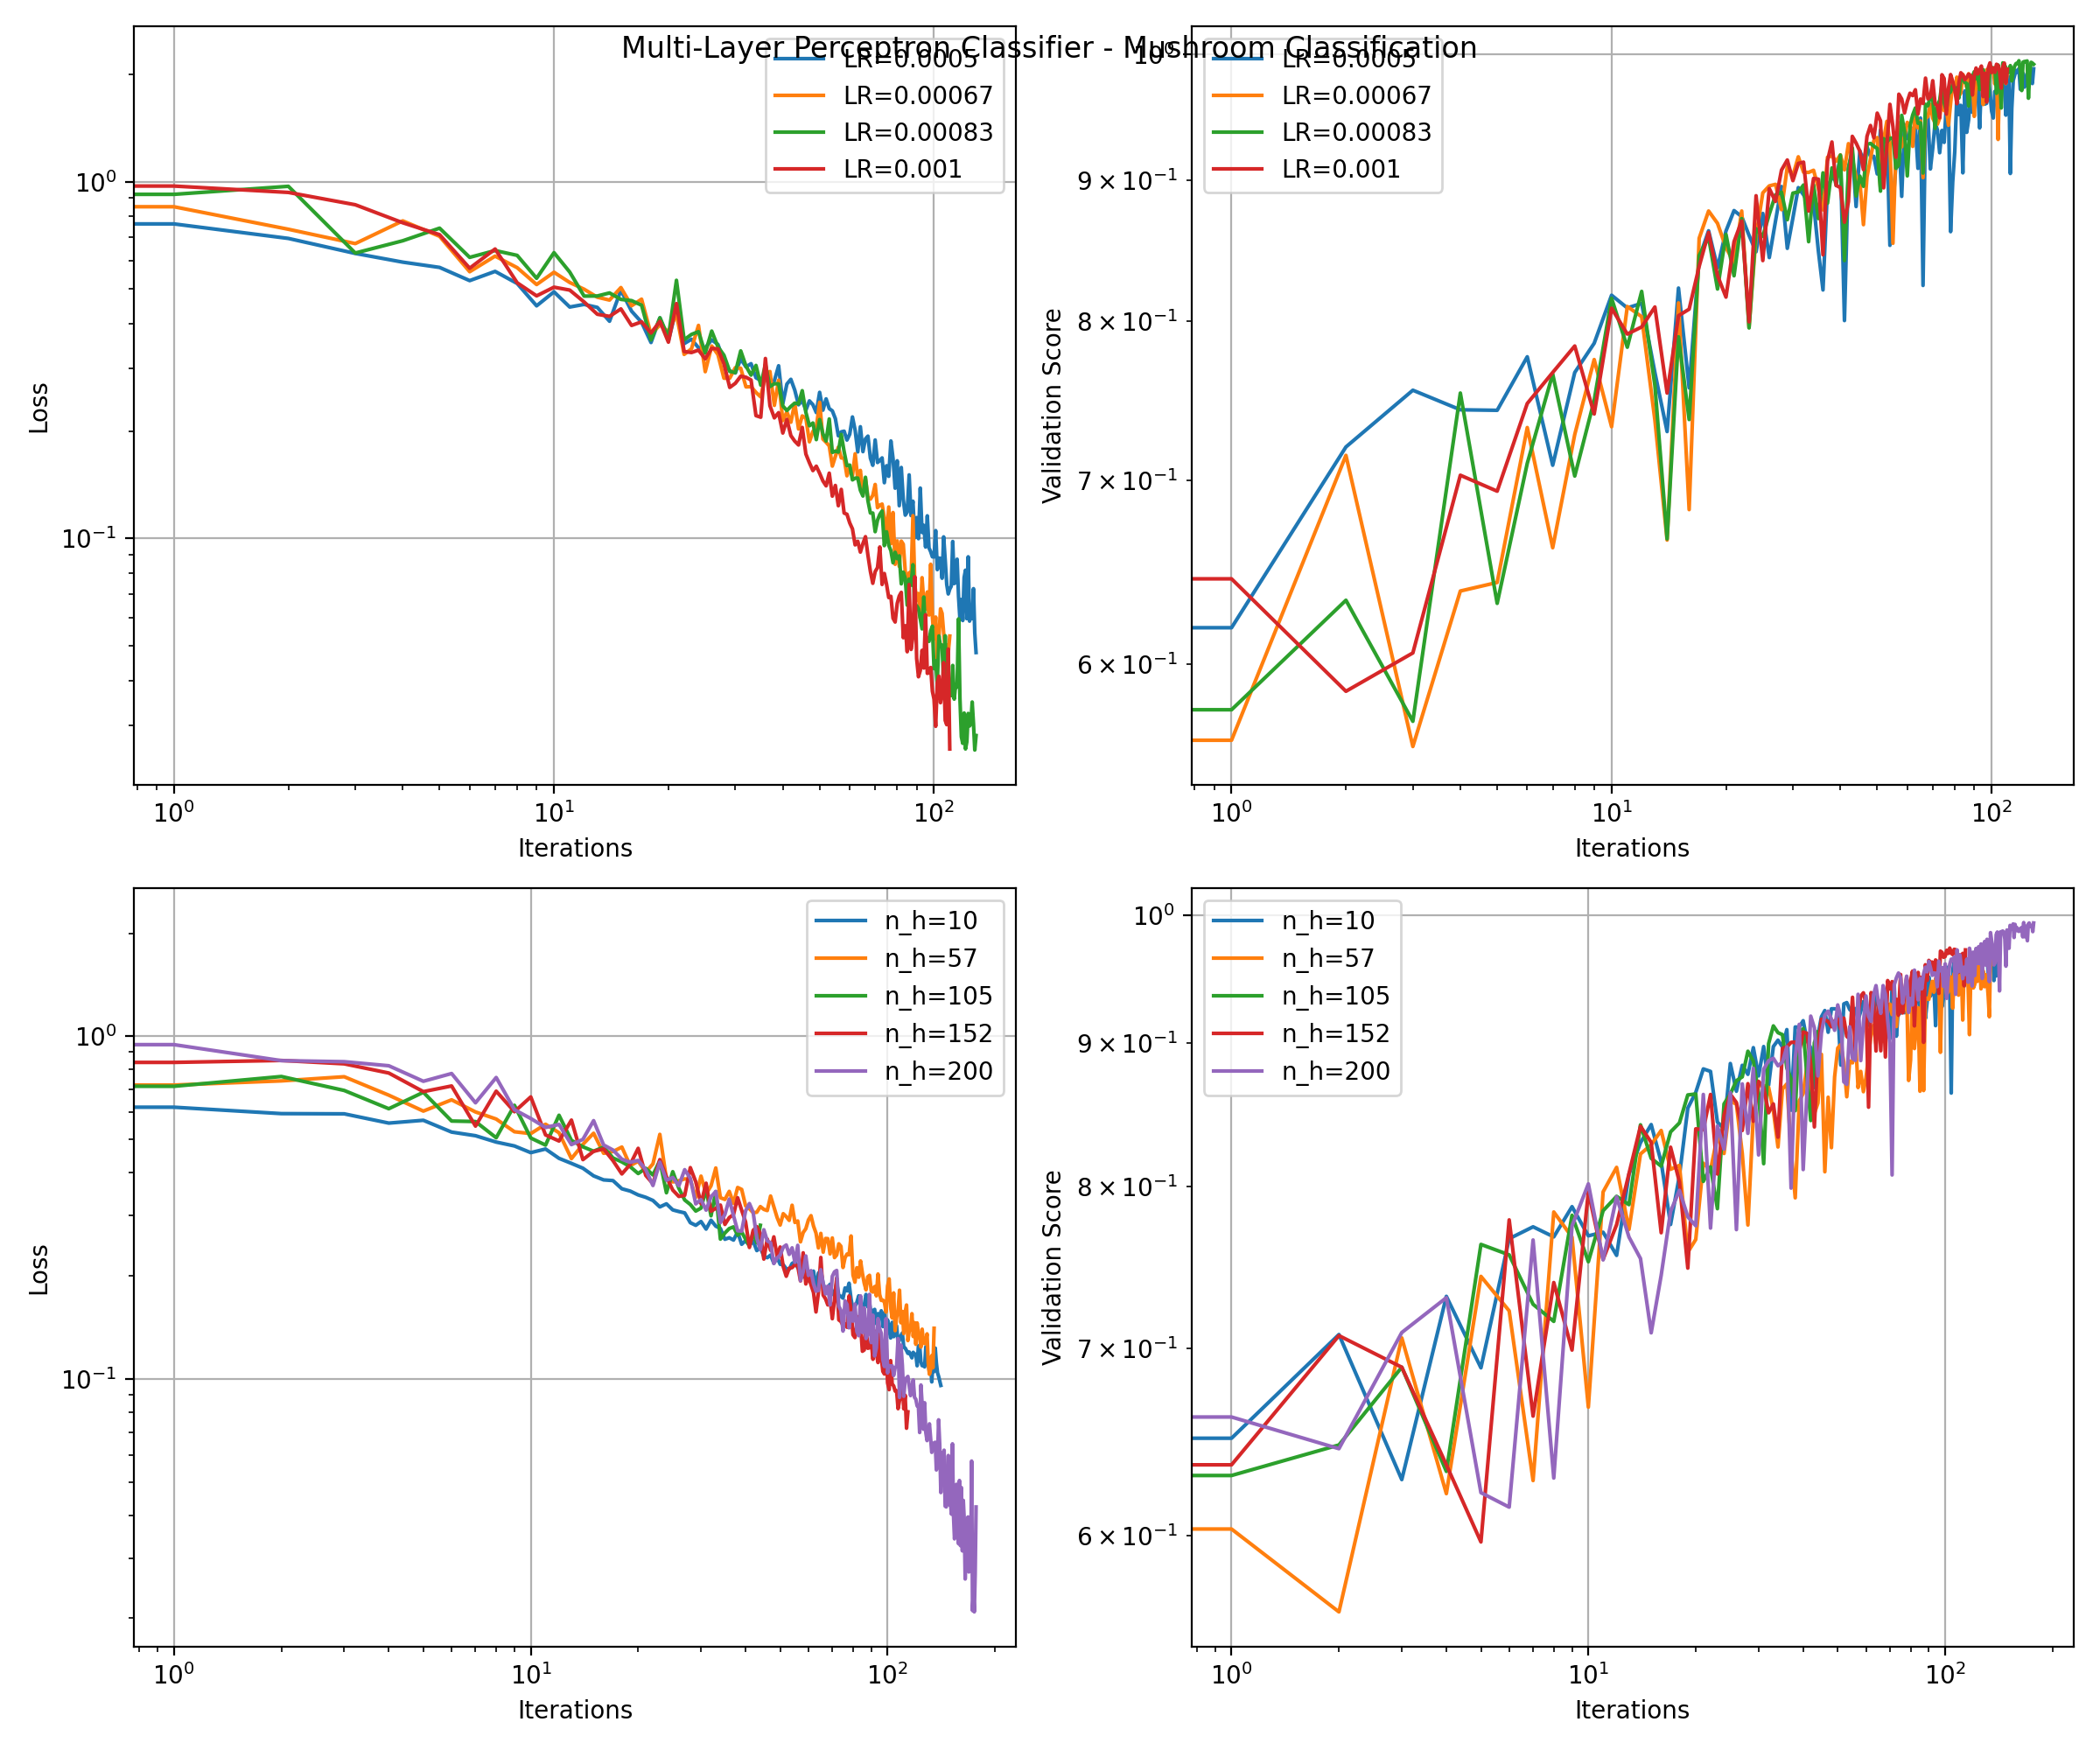 Multi-Layer Perceptron Classifier - Mushroom Classification
LR=0.0005
LR=0.00067
LR=0.00083
LR=0.001
10⁰
10⁻¹
Loss
10⁰ 10¹ 10²
Iterations
LR=0.0005
LR=0.00067
LR=0.00083
LR=0.001
10⁰
9 × 10⁻¹
8 × 10⁻¹
7 × 10⁻¹
6 × 10⁻¹
Validation Score
10⁰ 10¹ 10²
Iterations
n_h=10
n_h=57
n_h=105
n_h=152
n_h=200
10⁰
10⁻¹
Loss
10⁰ 10¹ 10²
Iterations
n_h=10
n_h=57
n_h=105
n_h=152
n_h=200
10⁰
9 × 10⁻¹
8 × 10⁻¹
7 × 10⁻¹
6 × 10⁻¹
Validation Score
10⁰ 10¹ 10²
Iterations